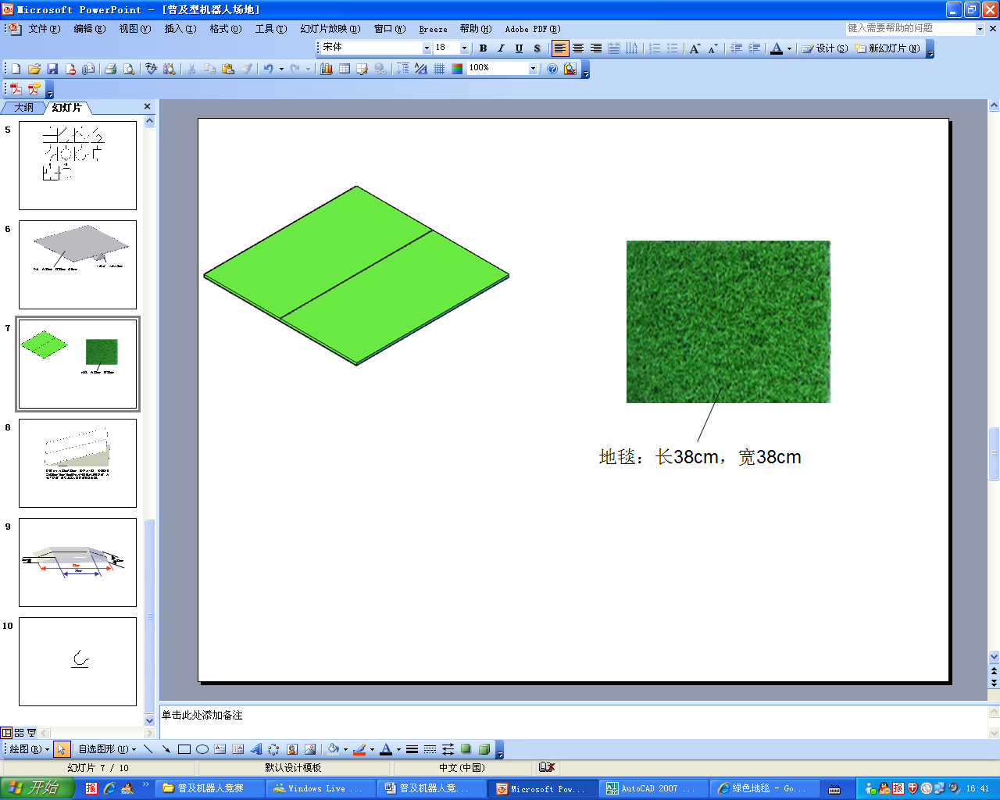 Microsoft PowerPoint - [普及型机器人场地]
文件(F) 编辑(E) 视图(V) 插入(I) 格式(O) 工具(T) 幻灯片放映(D) 窗口(W) Breeze 帮助(H) Adobe PDF(B) 键入需要帮助的问题
宋体 18 B I U S A A A 设计(S) 新幻灯片(N)
100%
大纲 幻灯片
5
6
7
8
9
10
地毯：长38cm，宽38cm
单击此处添加备注
绘图(R) 自选图形(U)
幻灯片 7 / 10 默认设计模板 中文(中国)
开始 普及机器人竞赛 Windows Live ... 普及机器人竞... Microsoft Pow... AutoCAD 2007 ... 绿色地毯 - Go... 16:41